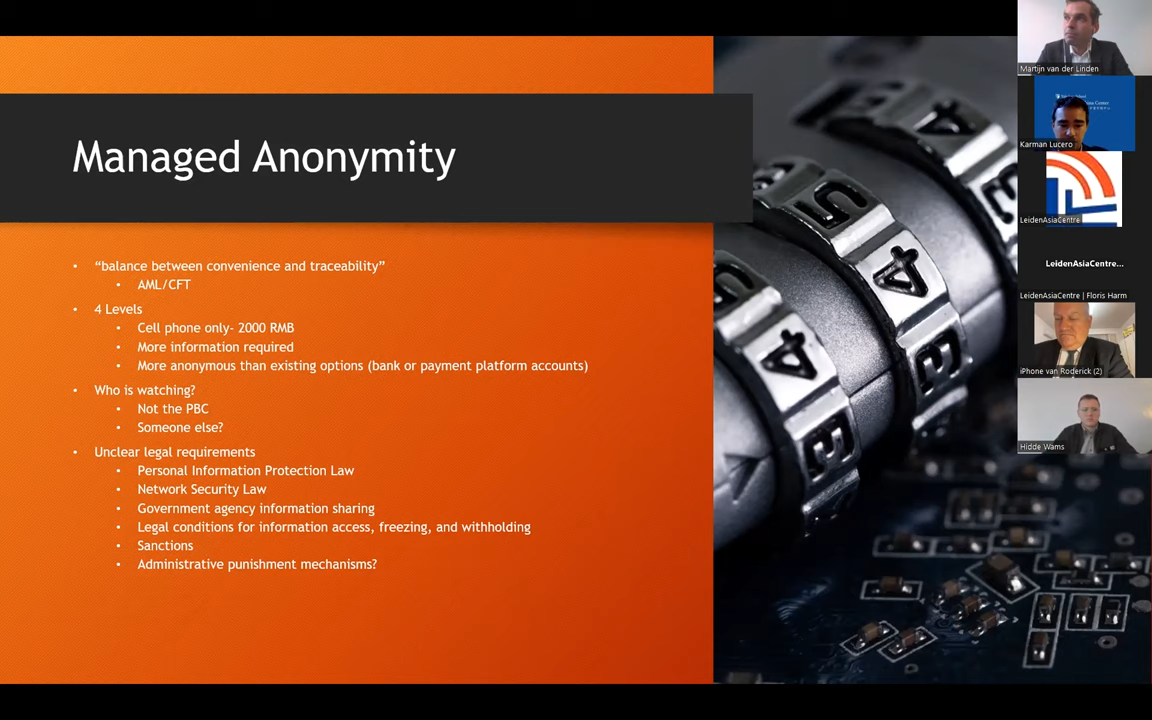 Managed Anonymity
“balance between convenience and traceability”
AML/CFT
4 Levels
Cell phone only- 2000 RMB
More information required
More anonymous than existing options (bank or payment platform accounts)
Who is watching?
Not the PBC
Someone else?
Unclear legal requirements
Personal Information Protection Law
Network Security Law
Government agency information sharing
Legal conditions for information access, freezing, and withholding
Sanctions
Administrative punishment mechanisms?
Martijn van der Linden
Karman Lucero
LeidenAsiaCentre
LeidenAsiaCentre...
LeidenAsiaCentre | Floris Harm
iPhone van Roderick (2)
Hidde Wams